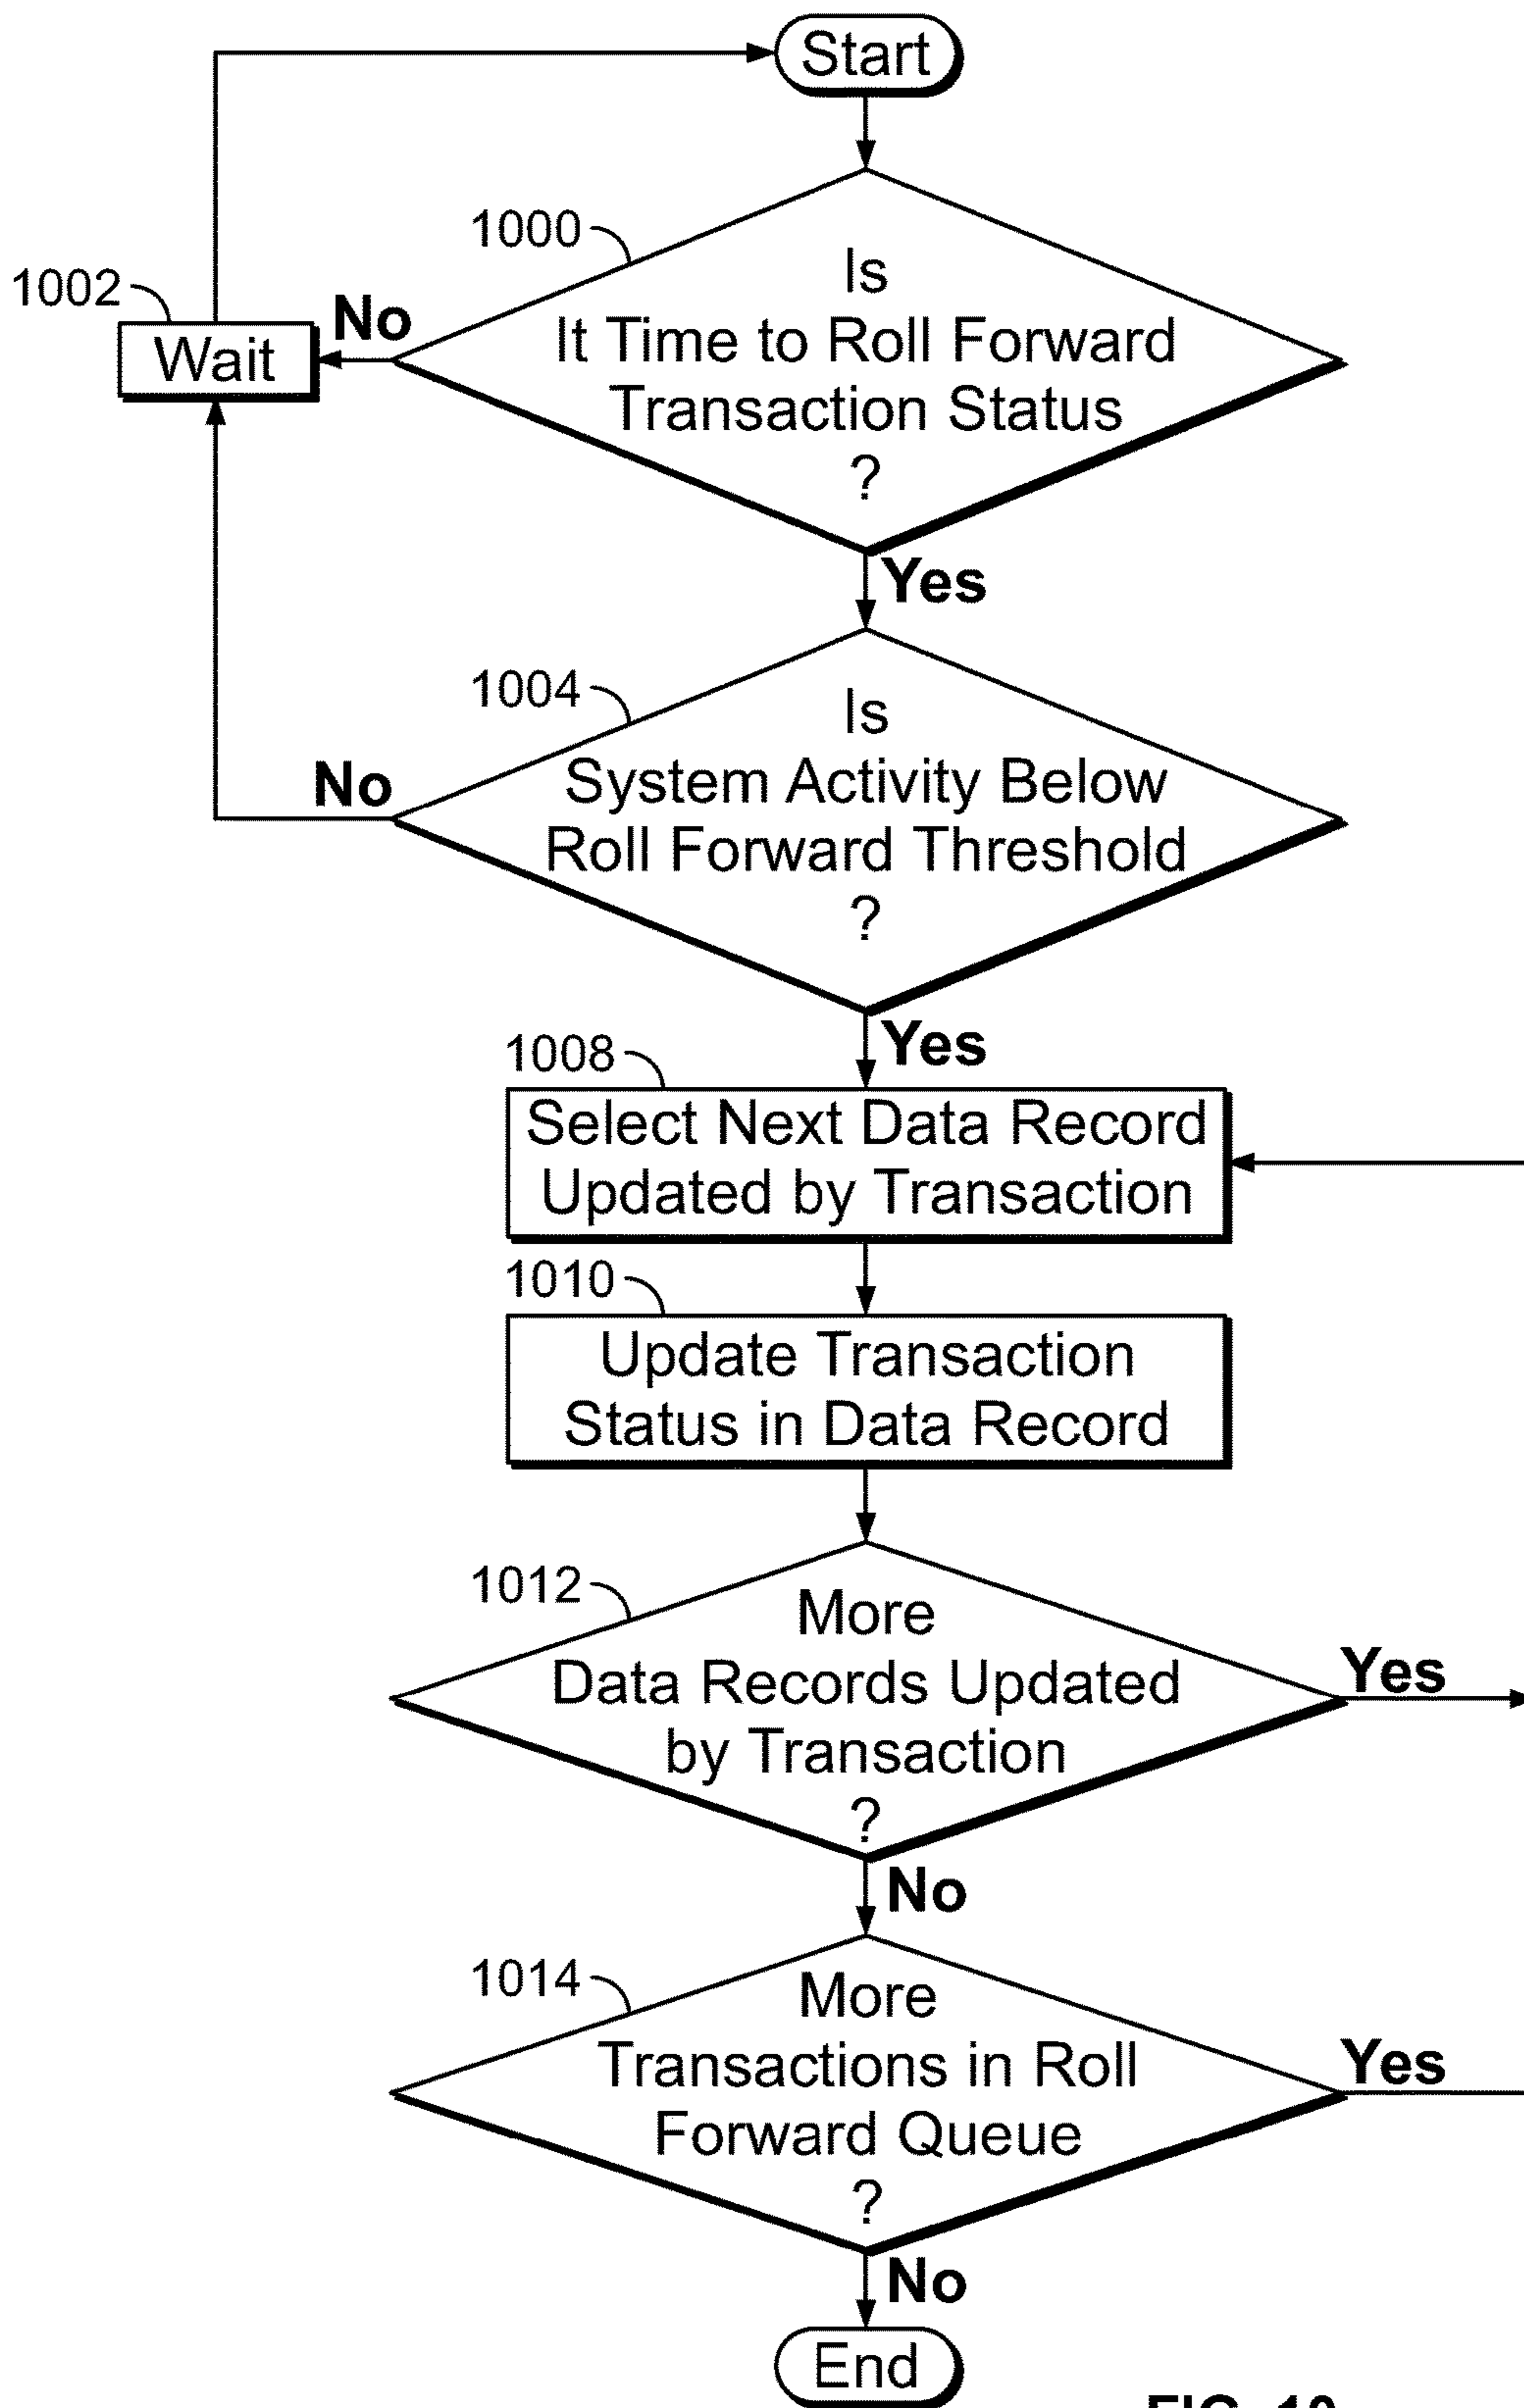 Start
1000
Is
It Time to Roll Forward
Transaction Status
?
1002
No
Wait
Yes
1004
Is
System Activity Below
Roll Forward Threshold
?
No
Yes
1008
Select Next Data Record
Updated by Transaction
1010
Update Transaction
Status in Data Record
1012
More
Data Records Updated
by Transaction
?
Yes
No
1014
More
Transactions in Roll
Forward Queue
?
Yes
No
End
FIG. 10